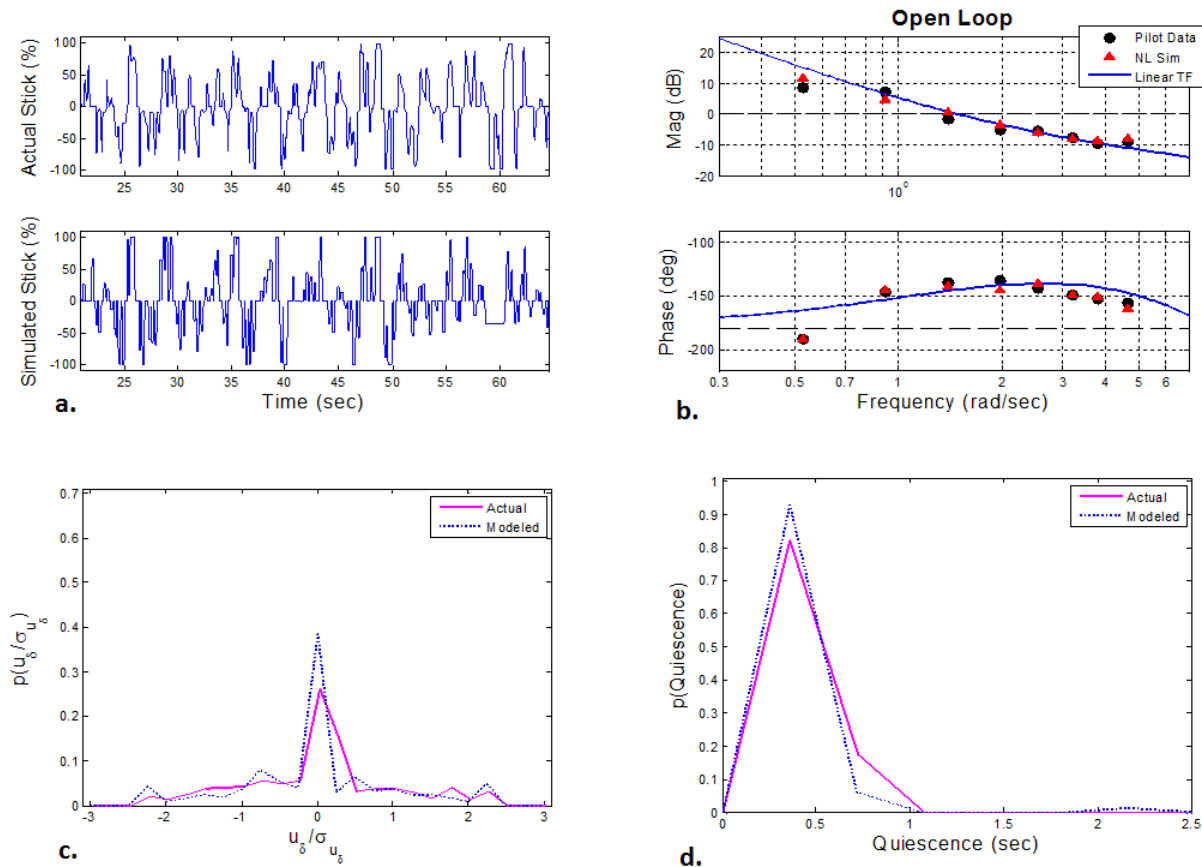 Actual Stick (%)
100
50
0
-50
-100
25 30 35 40 45 50 55 60
Simulated Stick (%)
100
50
0
-50
-100
20 25 30 35 40 45 50 55 60
Time (sec)
a.
Open Loop
Pilot Data
NL Sim
Linear TF
Mag (dB)
20
10
0
-10
-20
10⁰
Phase (deg)
-100
-150
-200
0.3 0.5 0.7 1 2 3 4 5 6
Frequency (rad/sec)
b.
Actual
Modeled
p(u_δ/σ_{u_δ})
0.7
0.6
0.5
0.4
0.3
0.2
0.1
0
-3 -2 -1 0 1 2 3
u_δ/σ_{u_δ}
c.
Actual
Modeled
p(Quiescence)
1
0.9
0.8
0.7
0.6
0.5
0.4
0.3
0.2
0.1
0
0 0.5 1 1.5 2 2.5
Quiescence (sec)
d.